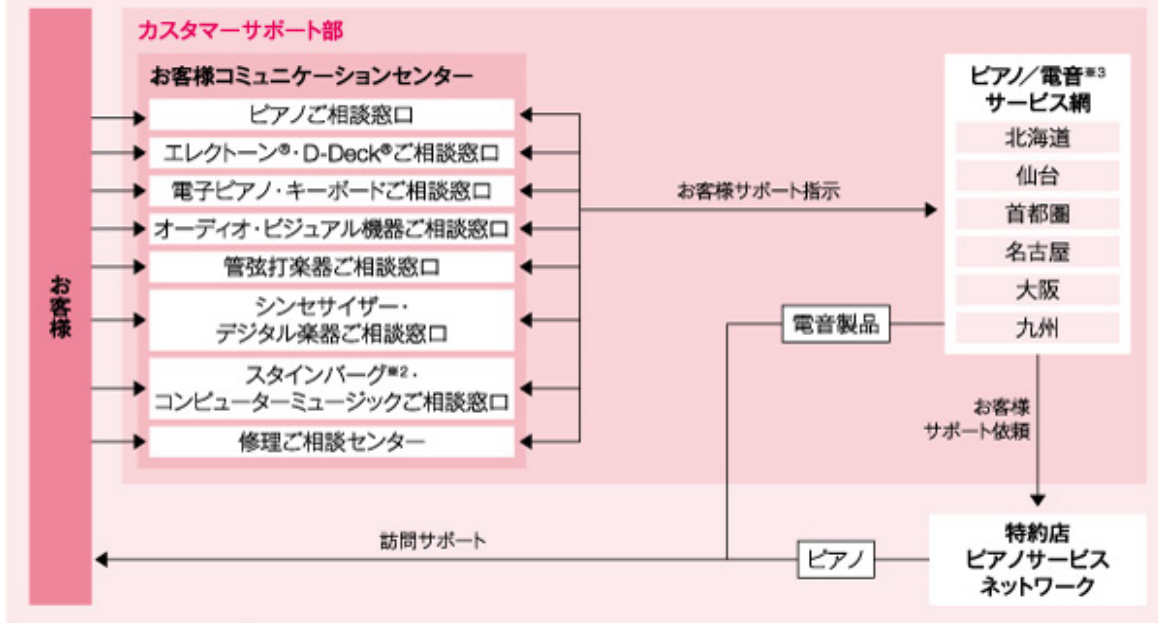 カスタマーサポート部
お客様コミュニケーションセンター
ピアノご相談窓口
エレクトーン®・D-Deck®ご相談窓口
電子ピアノ・キーボードご相談窓口
オーディオ・ビジュアル機器ご相談窓口
管弦打楽器ご相談窓口
シンセサイザー・
デジタル楽器ご相談窓口
スタインバーグ※2・
コンピューターミュージックご相談窓口
修理ご相談センター
お客様
お客様サポート指示
ピアノ/電音※3
サービス網
北海道
仙台
首都圏
名古屋
大阪
九州
電音製品
お客様
サポート依頼
訪問サポート
ピアノ
特約店
ピアノサービス
ネットワーク